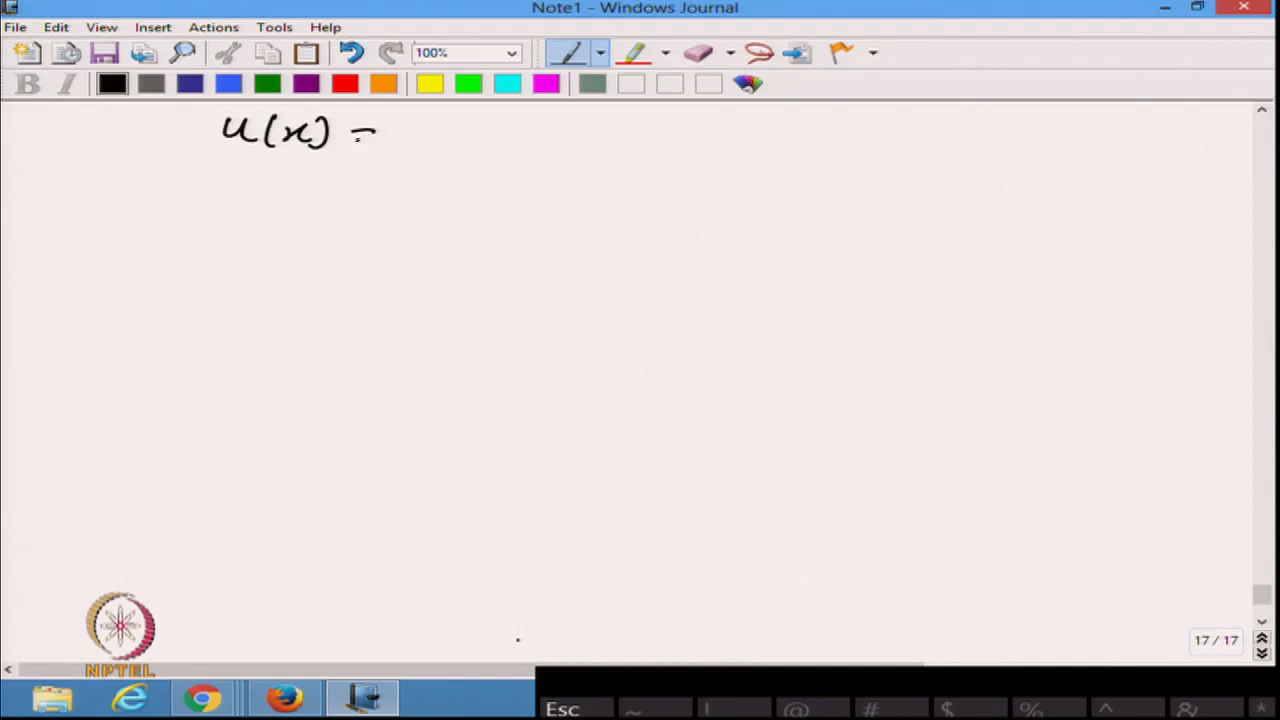 Note1 - Windows Journal
File Edit View Insert Actions Tools Help
100%
B I
u(x) =
17 / 17
NPTEL
Esc ~ ! @ # $ % ^ & *